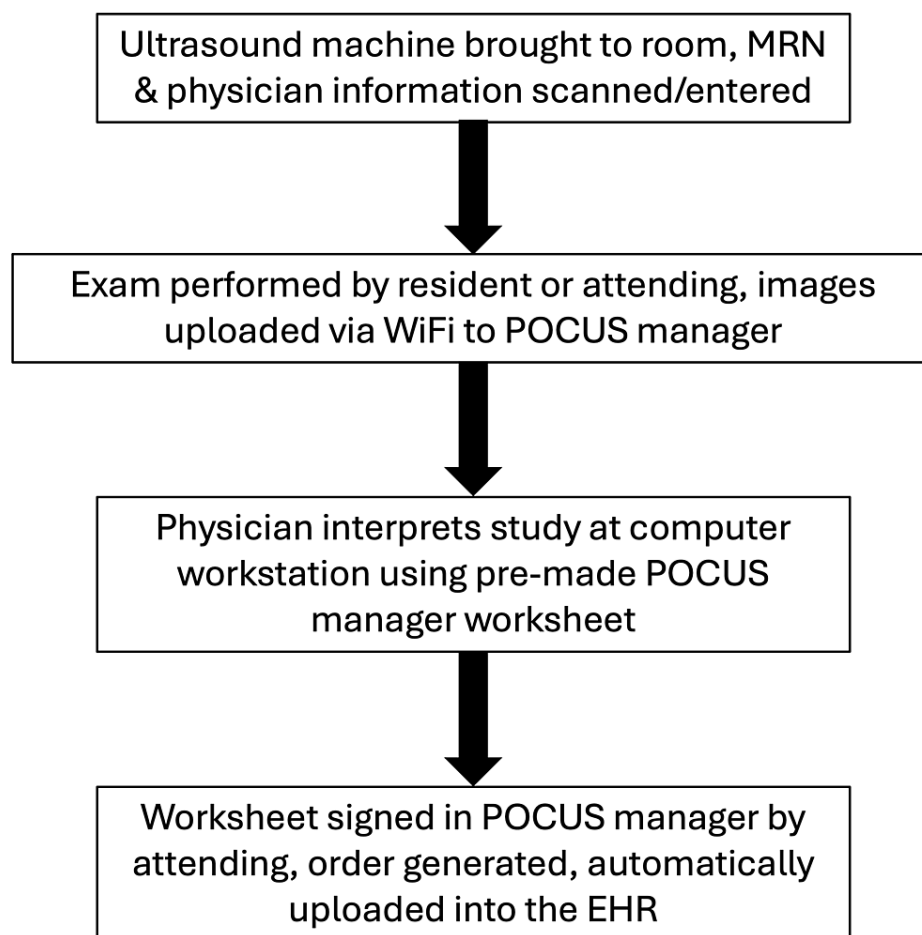 Ultrasound machine brought to room, MRN
& physician information scanned/entered
Exam performed by resident or attending, images
uploaded via WiFi to POCUS manager
Physician interprets study at computer
workstation using pre-made POCUS
manager worksheet
Worksheet signed in POCUS manager by
attending, order generated, automatically
uploaded into the EHR